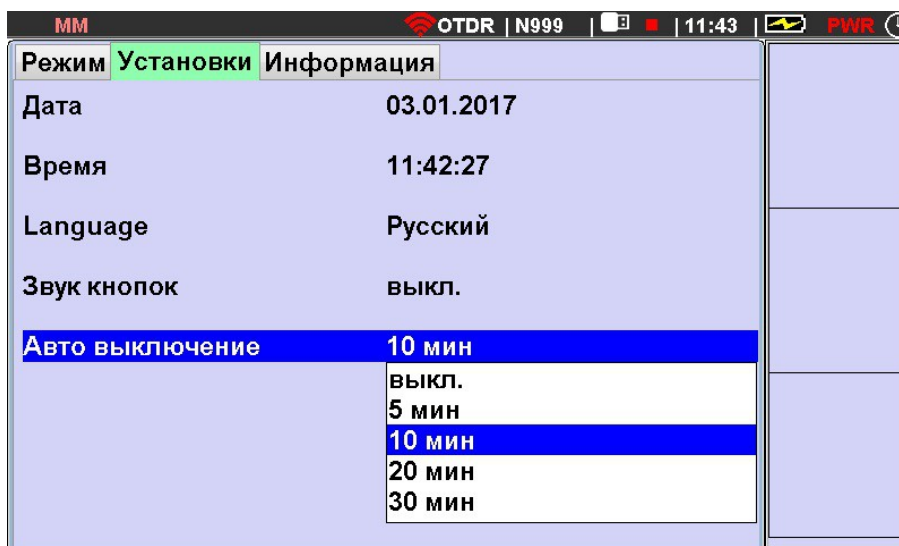 MM OTDR | N999 | | 11:43 | PWR
Режим Установки Информация
Дата 03.01.2017
Время 11:42:27
Language Русский
Звук кнопок выкл.
Авто выключение 10 мин
выкл.
5 мин
10 мин
20 мин
30 мин